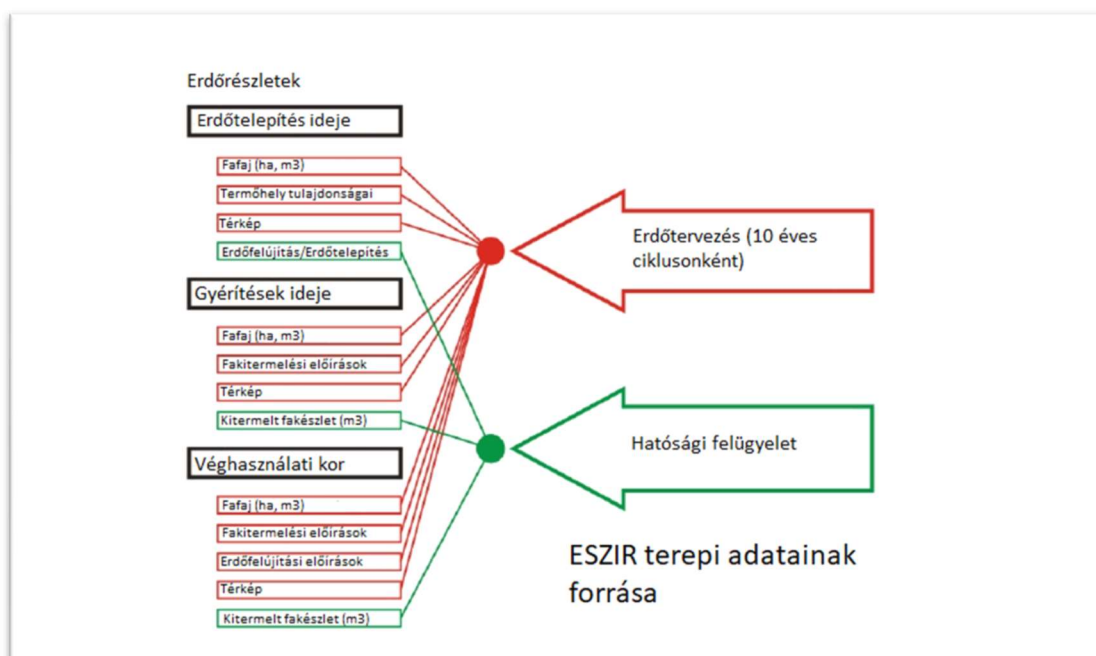 Erdőrészletek
Erdőtelepítés ideje
Fafaj (ha, m3)
Termőhely tulajdonságai
Térkép
Erdőfelújítás/Erdőtelepítés
Gyérítések ideje
Fafaj (ha, m3)
Fakitermelési előírások
Térkép
Kitermelt fakészlet (m3)
Véghasználati kor
Fafaj (ha, m3)
Fakitermelési előírások
Erdőfelújítási előírások
Térkép
Kitermelt fakészlet (m3)
Erdőtervezés (10 éves
ciklusonként)
Hatósági felügyelet
ESZIR terepi adatainak
forrása